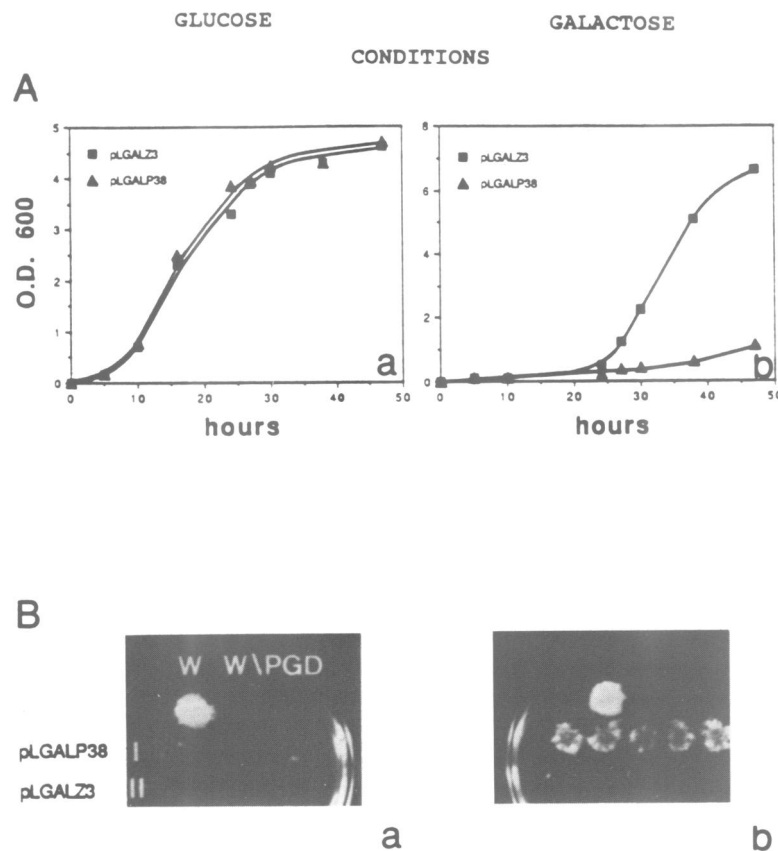 GLUCOSE GALACTOSE
CONDITIONS
A
O.D. 600
5
4
3
2
1
0
pLGALZ3
pLGALP38
a
0 10 20 30 40 50
hours
8
6
4
2
0
pLGALZ3
pLGALP38
b
0 10 20 30 40 50
hours
B
W W\PGD
pLGALP38 I
pLGALZ3 II
a
b